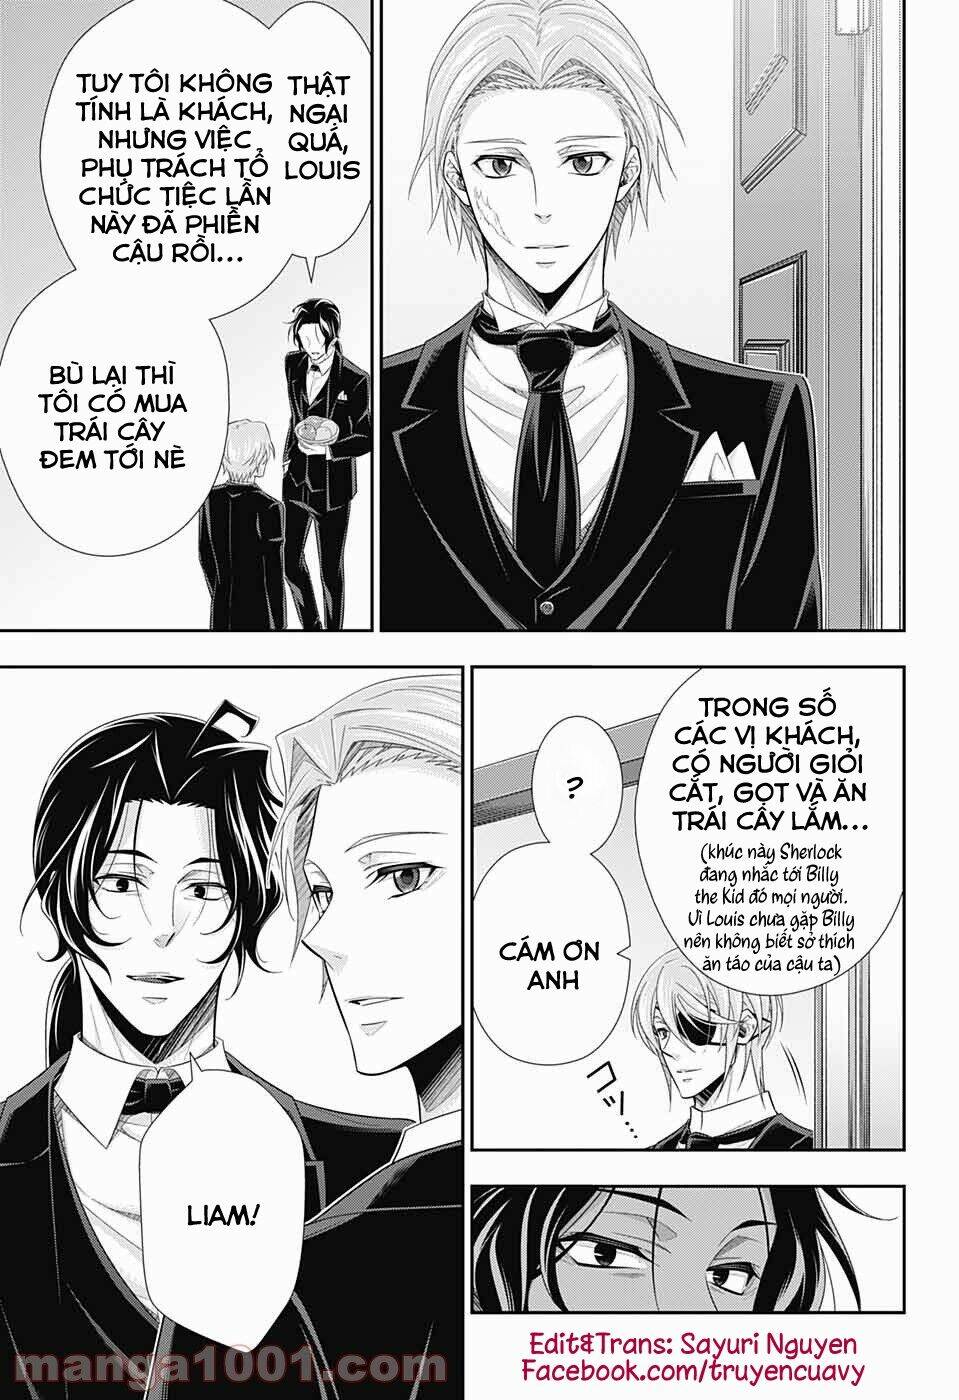 THẬT
NGẠI
QUÁ,
LOUIS
TUY TÔI KHÔNG
TÍNH LÀ KHÁCH,
NHƯNG VIỆC
PHỤ TRÁCH TỔ
CHỨC TIỆC LẦN
NÀY ĐÃ PHIỀN
CẬU RỒI...
BÙ LẠI THÌ
TÔI CÓ MUA
TRÁI CÂY
ĐEM TỚI NÈ
TRONG SỐ
CÁC VỊ KHÁCH,
CÓ NGƯỜI GIỎI
CẮT, GỌT VÀ ĂN
TRÁI CÂY LẮM...
(khúc này Sherlock
đang nhắc tới Billy
the Kid đó mọi người.
Vì Louis chưa gặp Billy
nên không biết sở thích
ăn táo của cậu ta)
?
CÁM ƠN
ANH
コソ...
LIAM!
Edit&Trans: Sayuri Nguyen
Facebook.com/truyencuavy
manga1001.com